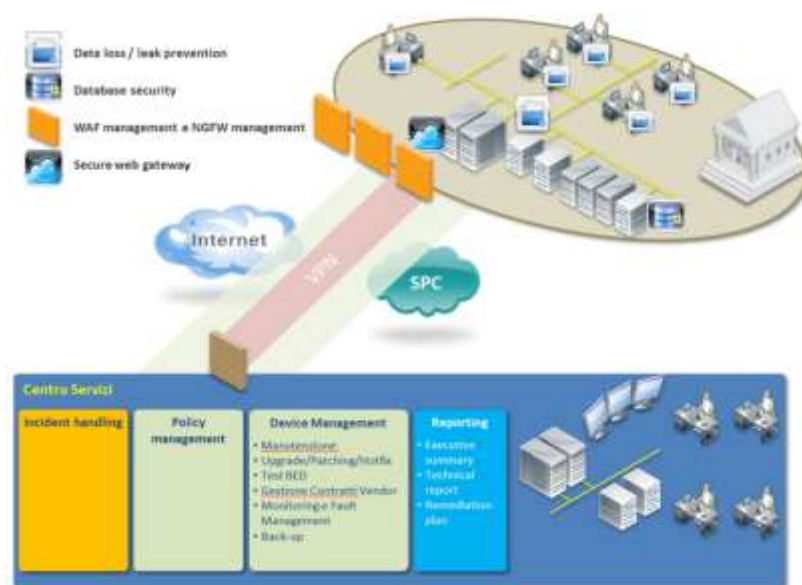 Data loss / leak prevention
Database security
WAF management e NGFW management
Secure web gateway
Internet
VPN
SPC
Centro Servizi
Incident handling
Policy
management
Device Management
• Manutenzione
• Upgrade/Patching/Hotfix
• Test BED
• Gestione Contratti Vendor
• Monitoring e Fault
Management
• Back-up
Reporting
• Executive
summary
• Technical
report
• Remediation
plan